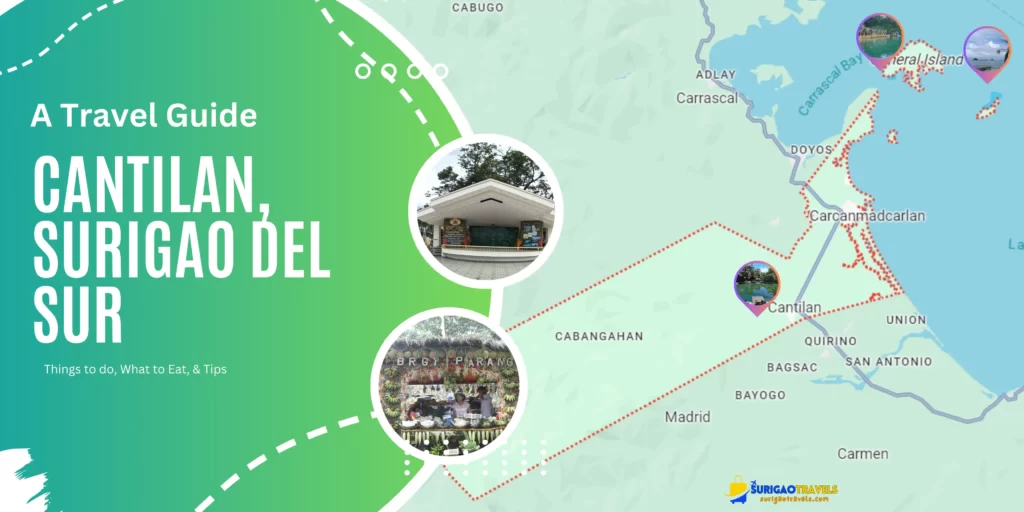 A Travel Guide
CANTILAN,
SURIGAO DEL
SUR
Things to do, What to Eat, & Tips
BRGY. PARANG
CABUGO
ADLAY
Carrascal
Carrascal Bay
neral Island
DOYOS
Carcanmadcarlan
La
CABANGAHAN
Cantilan
UNION
QUIRINO
SAN ANTONIO
BAGSAC
BAYOGO
Madrid
Carmen
SURIGAOTRAVELS
surigaotravels.com